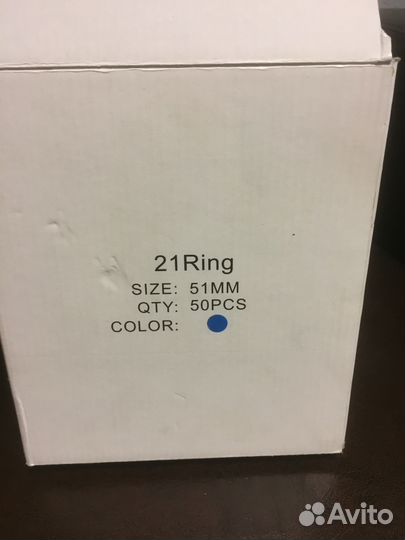 21Ring
SIZE: 51MM
QTY: 50PCS
COLOR:
Avito